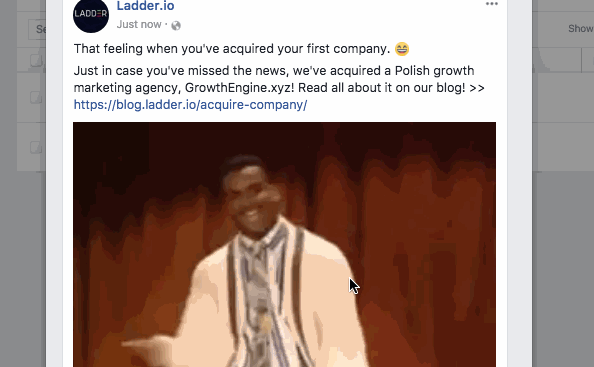 LADDER
Ladder.io
Just now ·
That feeling when you've acquired your first company. 😄
Just in case you've missed the news, we've acquired a Polish growth
marketing agency, GrowthEngine.xyz! Read all about it on our blog! >>
https://blog.ladder.io/acquire-company/
Se
Show